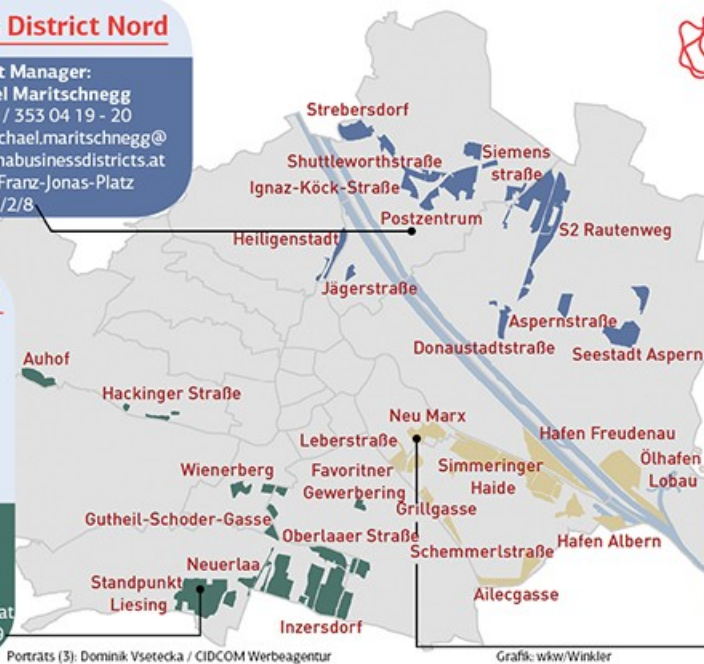 District Nord
t Manager:
el Maritschnegg
/ 353 04 19 - 20
chael.maritschnegg@
nabusinessdistricts.at
Franz-Jonas-Platz
/2/8
Strebersdorf
Shuttleworthstraße
Siemens
straße
Ignaz-Köck-Straße
Postzentrum
S2 Rautenweg
Heiligenstadt
Jägerstraße
Aspernstraße
Donaustadtstraße
Seestadt Aspern
Auhof
Hackinger Straße
Neu Marx
Leberstraße
Hafen Freudenau
Ölhafen
Lobau
Wienerberg
Favoritner
Gewerbering
Simmeringer
Haide
Grillgasse
Gutheil-Schoder-Gasse
Oberlaaer Straße
Schemmerlstraße
Hafen Albern
Neuerlaa
Standpunkt
Liesing
Ailecgasse
Inzersdorf
at
9
Porträts (3): Dominik Vsetecka / CIDCOM Werbeagentur
Grafik: wkw/Winkler